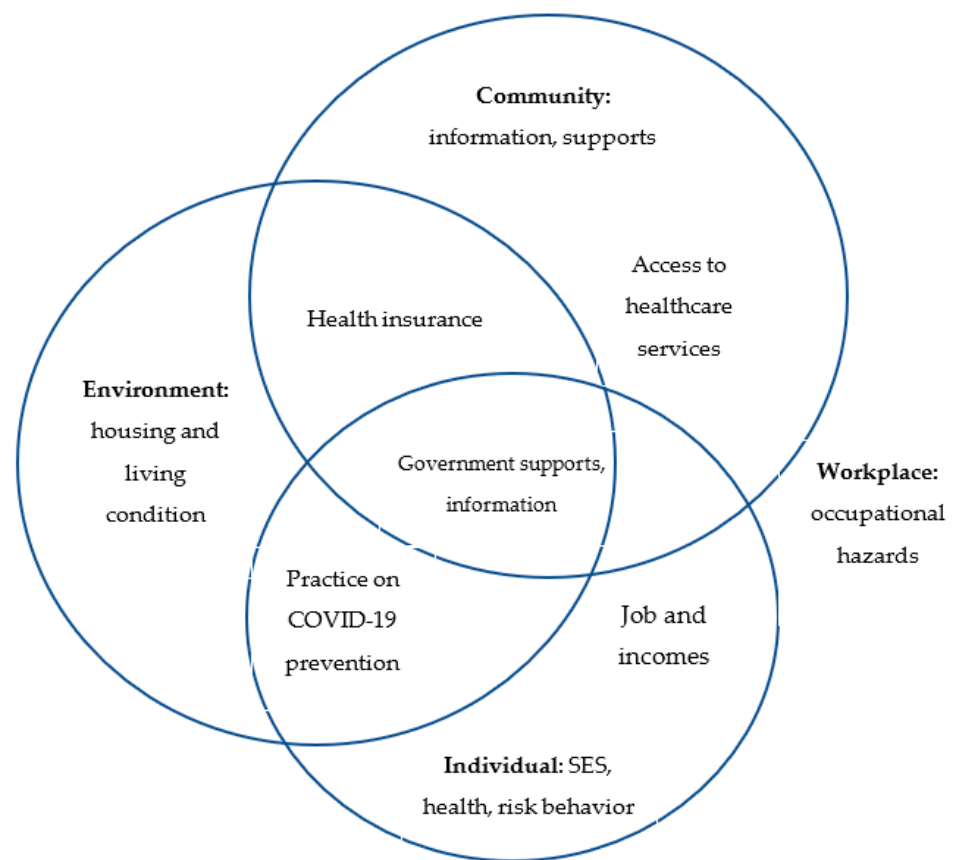 Community:
information, supports
Access to
healthcare
services
Health insurance
Environment:
housing and
living
condition
Government supports,
information
Workplace:
occupational
hazards
Practice on
COVID-19
prevention
Job and
incomes
Individual: SES,
health, risk behavior